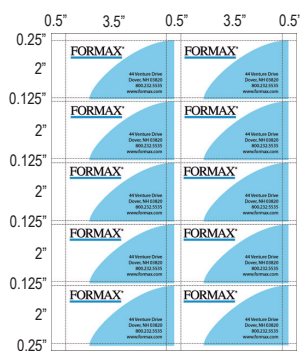 0.5" 3.5" 0.5" 3.5" 0.5"
0.25"
FORMAX® FORMAX®
2"
44 Venture Drive 44 Venture Drive
Dover, NH 03820 Dover, NH 03820
800.232.5535 800.232.5535
www.formax.com www.formax.com
0.125"
FORMAX® FORMAX®
2"
44 Venture Drive 44 Venture Drive
Dover, NH 03820 Dover, NH 03820
800.232.5535 800.232.5535
www.formax.com www.formax.com
0.125"
FORMAX® FORMAX®
2"
44 Venture Drive 44 Venture Drive
Dover, NH 03820 Dover, NH 03820
800.232.5535 800.232.5535
www.formax.com www.formax.com
0.125"
FORMAX® FORMAX®
2"
44 Venture Drive 44 Venture Drive
Dover, NH 03820 Dover, NH 03820
800.232.5535 800.232.5535
www.formax.com www.formax.com
0.125"
FORMAX® FORMAX®
2"
44 Venture Drive 44 Venture Drive
Dover, NH 03820 Dover, NH 03820
800.232.5535 800.232.5535
www.formax.com www.formax.com
0.25"